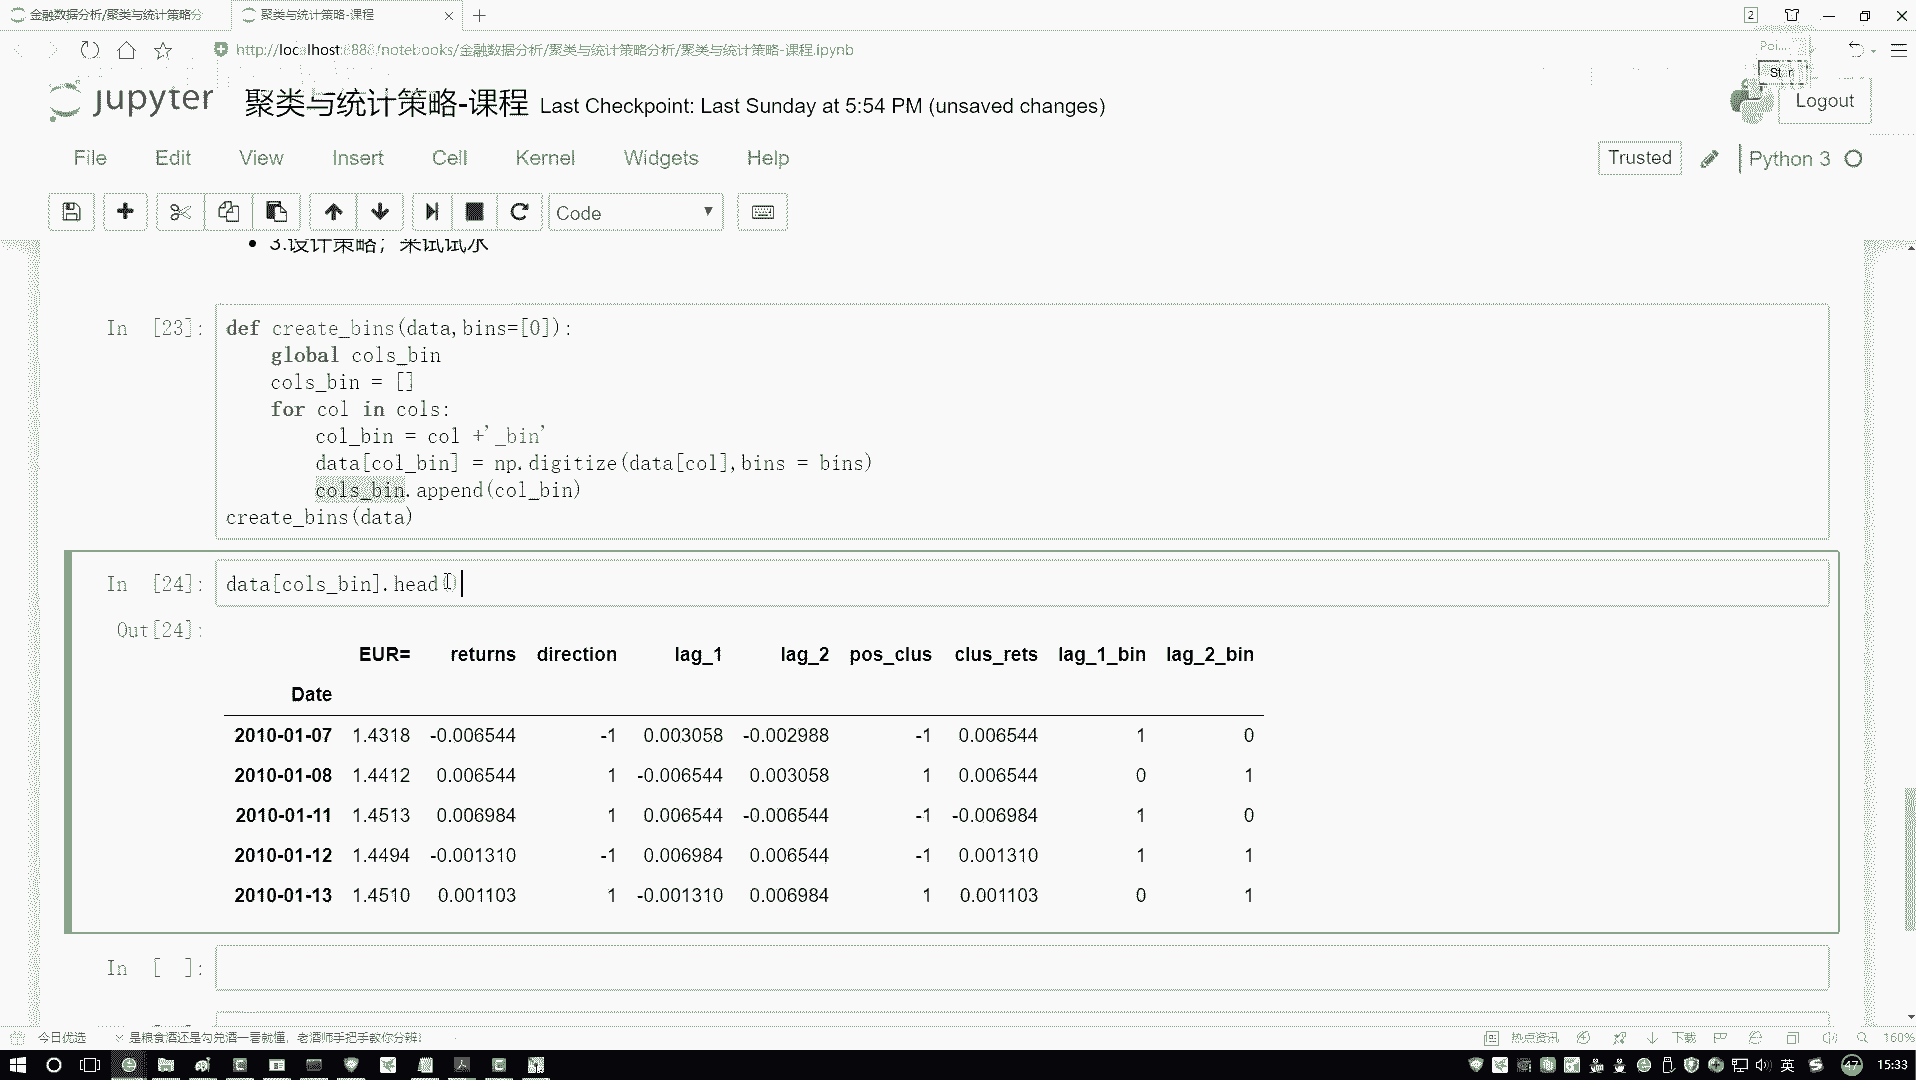 金融数据分析/聚类与统计策略分
聚类与统计策略-课程
2
http://localhost:8888/notebooks/金融数据分析/聚类与统计策略分析/聚类与统计策略-课程.ipynb
Poi...
jupyter
聚类与统计策略-课程 Last Checkpoint: Last Sunday at 5:54 PM (unsaved changes)
Logout
File Edit View Insert Cell Kernel Widgets Help
Trusted
Python 3
Code
• 3.设计策略；来试试水
In [23]:
def create_bins(data,bins=[0]):
global cols_bin
cols_bin = []
for col in cols:
col_bin = col +'_bin'
data[col_bin] = np.digitize(data[col],bins = bins)
cols_bin.append(col_bin)
create_bins(data)
In [24]:
data[cols_bin].head()
Out[24]:
EUR= returns direction lag_1 lag_2 pos_clus clus_rets lag_1_bin lag_2_bin
Date
2010-01-07 1.4318 -0.006544 -1 0.003058 -0.002988 -1 0.006544 1 0
2010-01-08 1.4412 0.006544 1 -0.006544 0.003058 1 0.006544 0 1
2010-01-11 1.4513 0.006984 1 0.006544 -0.006544 -1 -0.006984 1 0
2010-01-12 1.4494 -0.001310 -1 0.006984 0.006544 -1 0.001310 1 1
2010-01-13 1.4510 0.001103 1 -0.001310 0.006984 1 0.001103 0 1
In [ ]:
今日优选
是粮食酒还是勾兑酒一看就懂，老酒师手把手教你分辨！
热点资讯
下载
160%
英
47
15:33